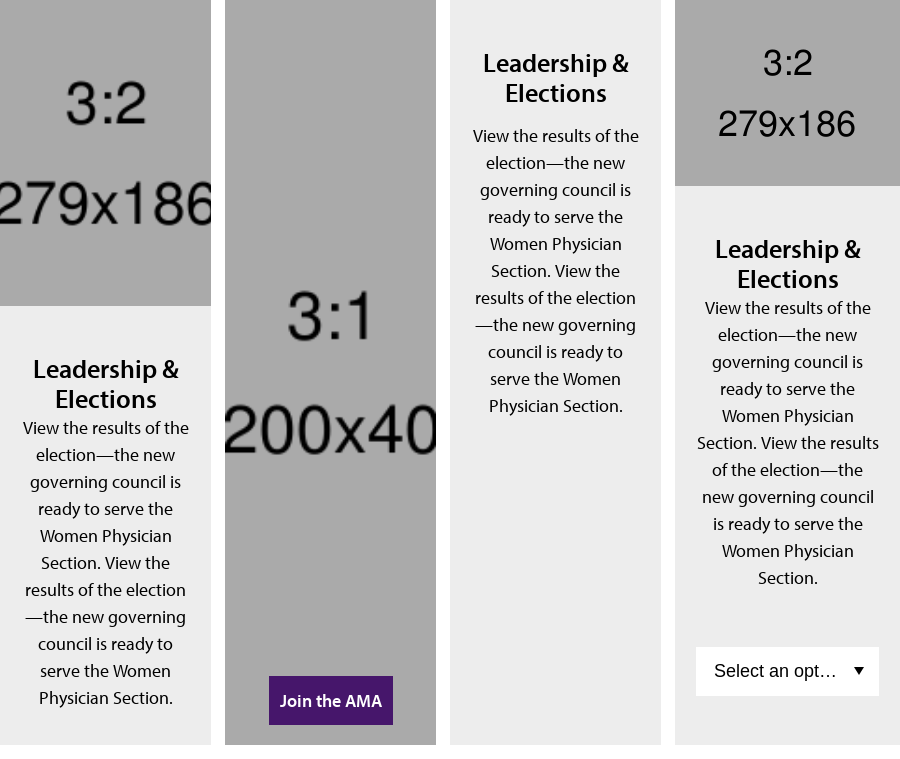 3:2
279x186
Leadership &
Elections
View the results of the
election—the new
governing council is
ready to serve the
Women Physician
Section. View the
results of the election
—the new governing
council is ready to
serve the Women
Physician Section.
3:1
200x40
Join the AMA
Leadership &
Elections
View the results of the
election—the new
governing council is
ready to serve the
Women Physician
Section. View the
results of the election
—the new governing
council is ready to
serve the Women
Physician Section.
3:2
279x186
Leadership &
Elections
View the results of the
election—the new
governing council is
ready to serve the
Women Physician
Section. View the results
of the election—the
new governing council
is ready to serve the
Women Physician
Section.
Select an opt…